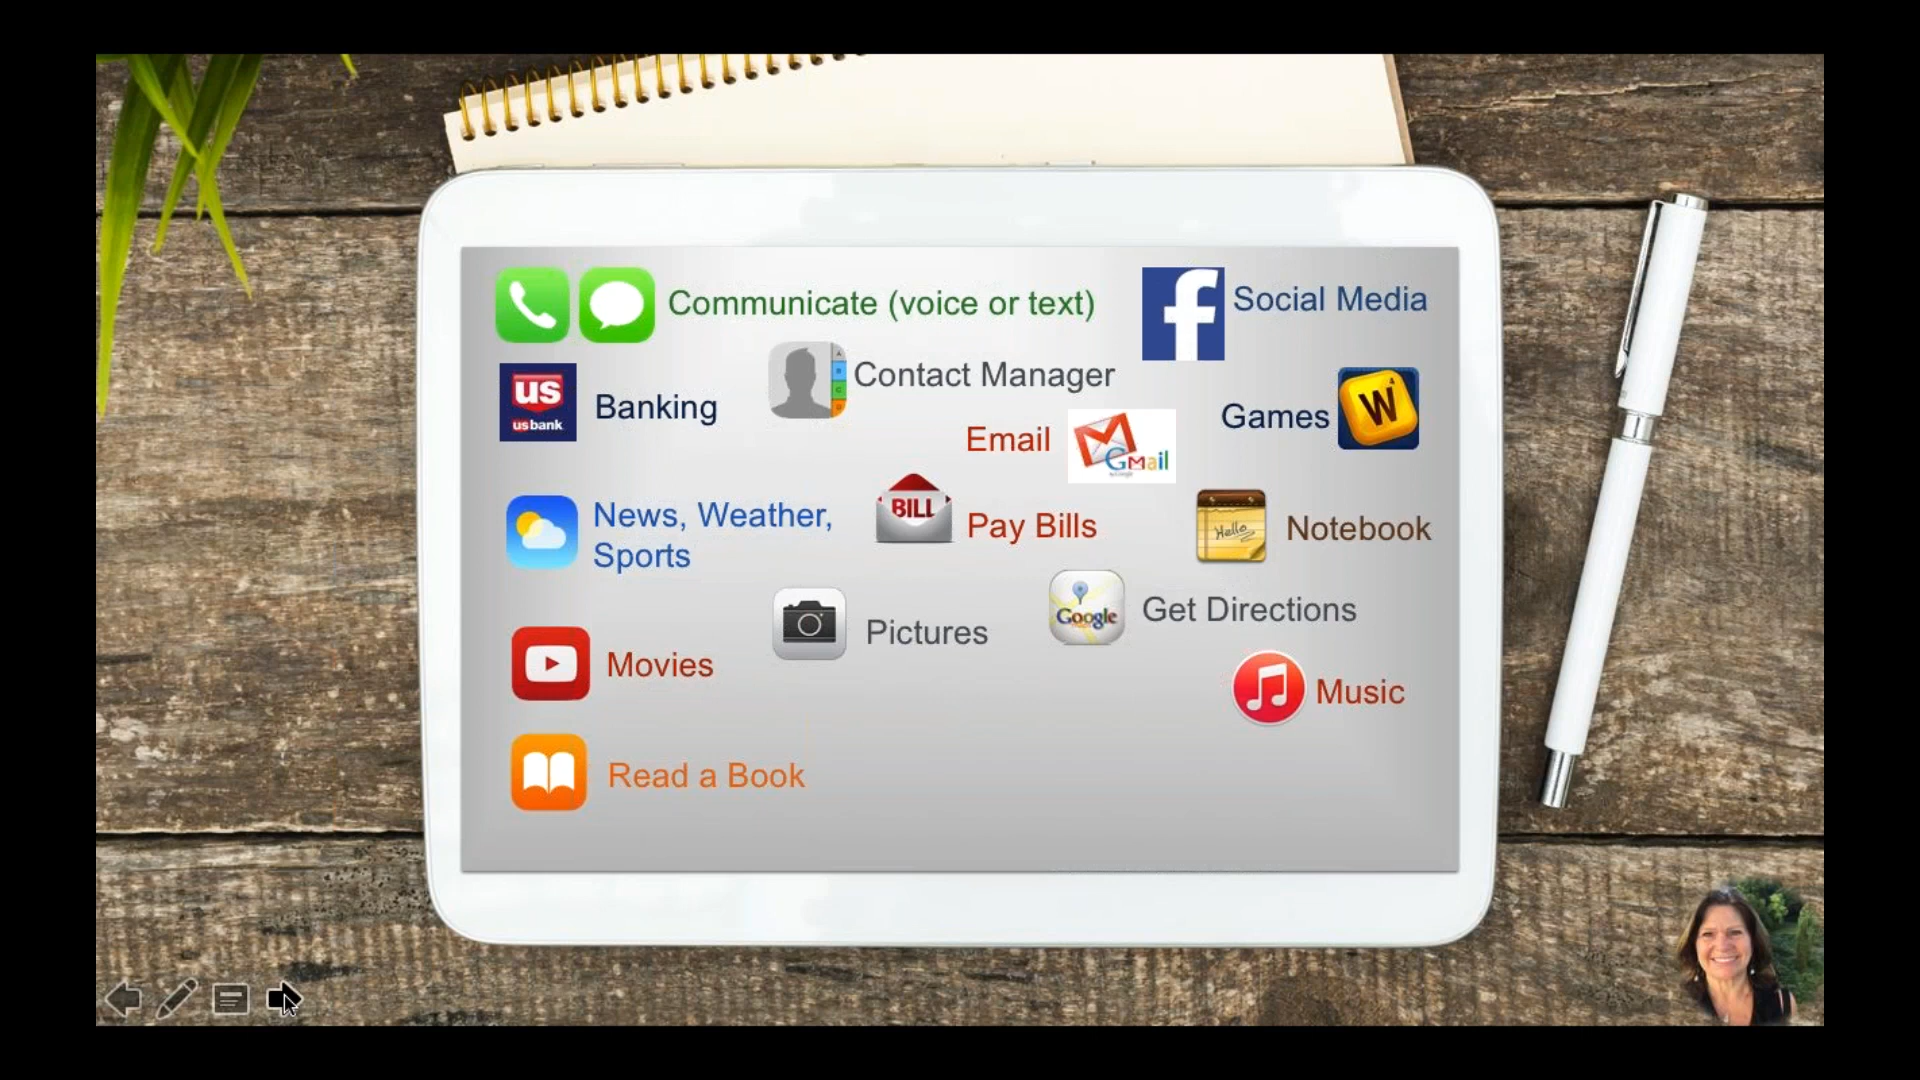 Communicate (voice or text)
Social Media
Contact Manager
us
usbank
Banking
Games
W
Email
GMail
News, Weather,
Sports
BILL
Pay Bills
Hello
Notebook
Pictures
Google
Get Directions
Movies
Music
Read a Book